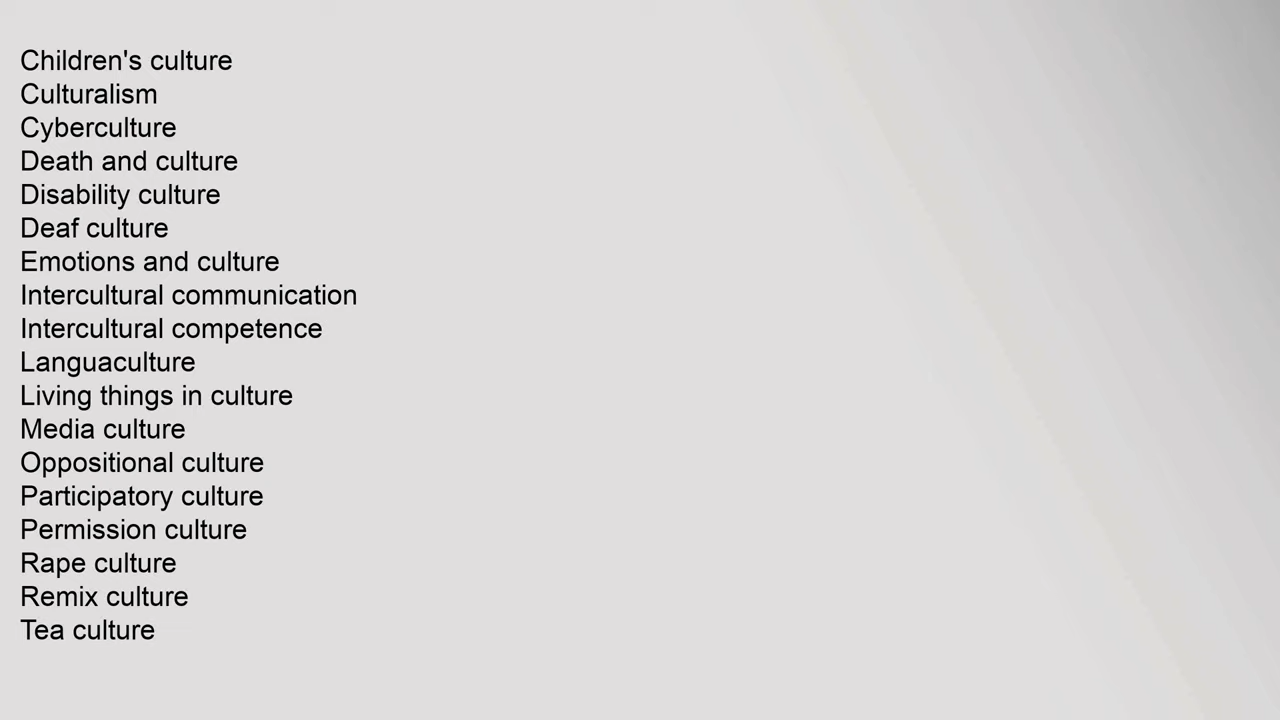 Children's culture
Culturalism
Cyberculture
Death and culture
Disability culture
Deaf culture
Emotions and culture
Intercultural communication
Intercultural competence
Languaculture
Living things in culture
Media culture
Oppositional culture
Participatory culture
Permission culture
Rape culture
Remix culture
Tea culture